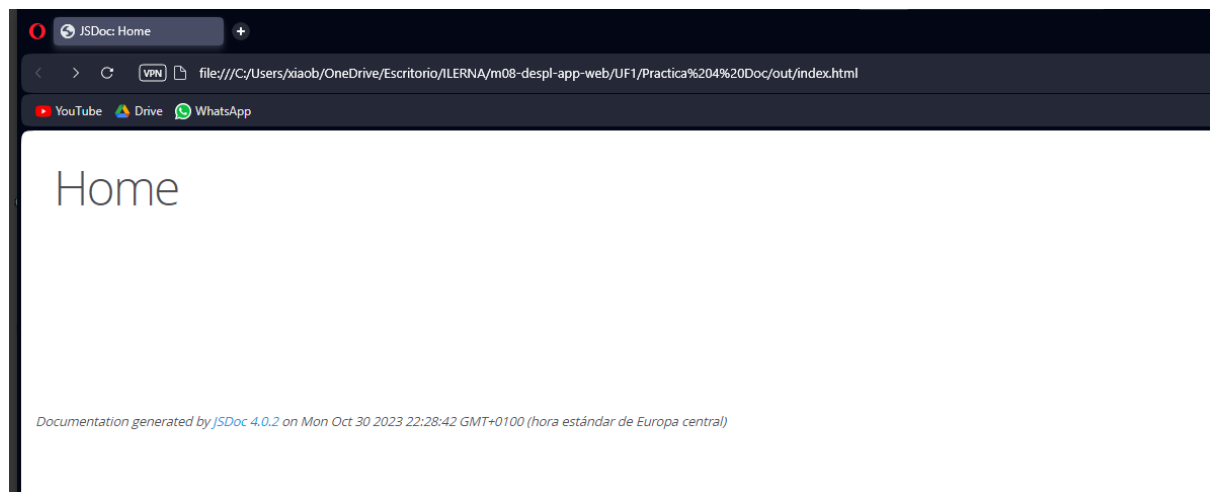 JSDoc: Home
VPN file:///C:/Users/xiaob/OneDrive/Escritorio/ILERNA/m08-despl-app-web/UF1/Practica%204%20Doc/out/index.html
YouTube Drive WhatsApp
Home
Documentation generated by JSDoc 4.0.2 on Mon Oct 30 2023 22:28:42 GMT+0100 (hora estándar de Europa central)